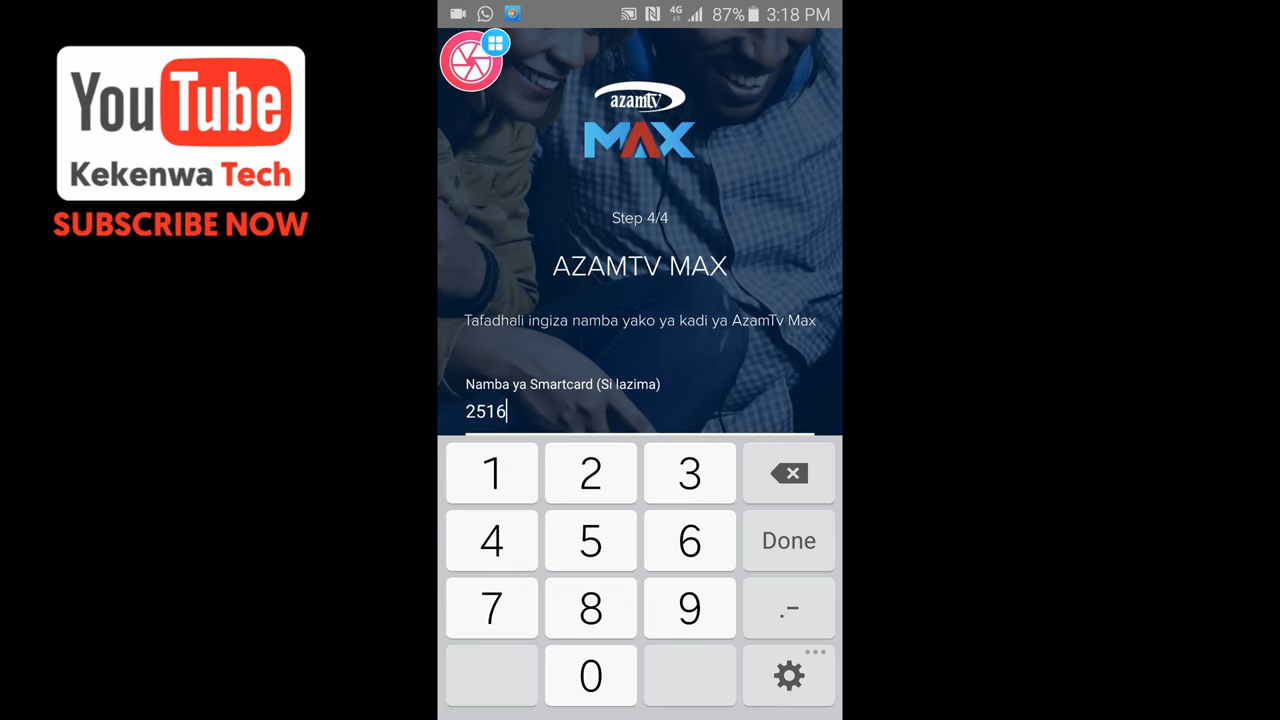 YouTube
Kekenwa Tech
SUBSCRIBE NOW
4G 87% 3:18 PM
azamtv
MAX
Step 4/4
AZAMTV MAX
Tafadhali ingiza namba yako ya kadi ya AzamTv Max
Namba ya Smartcard (Si lazima)
2516
1 2 3
4 5 6 Done
7 8 9 .-
0